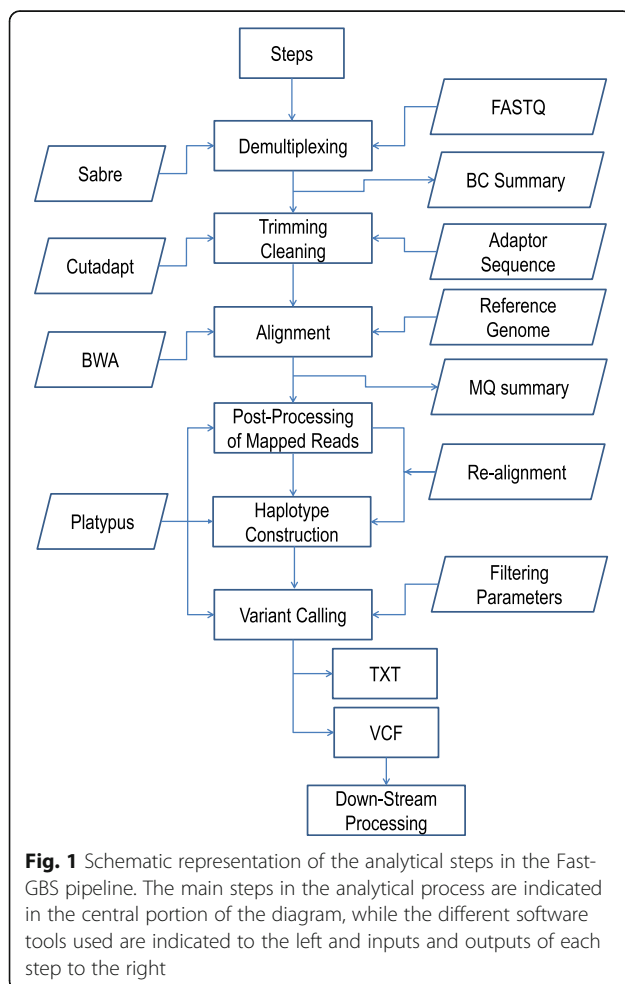 Steps
FASTQ
Demultiplexing
Sabre
BC Summary
Trimming
Cleaning
Adaptor
Sequence
Cutadapt
Reference
Genome
Alignment
BWA
MQ summary
Post-Processing
of Mapped Reads
Re-alignment
Haplotype
Construction
Platypus
Filtering
Parameters
Variant Calling
TXT
VCF
Down-Stream
Processing
Fig. 1 Schematic representation of the analytical steps in the Fast-
GBS pipeline. The main steps in the analytical process are indicated
in the central portion of the diagram, while the different software
tools used are indicated to the left and inputs and outputs of each
step to the right